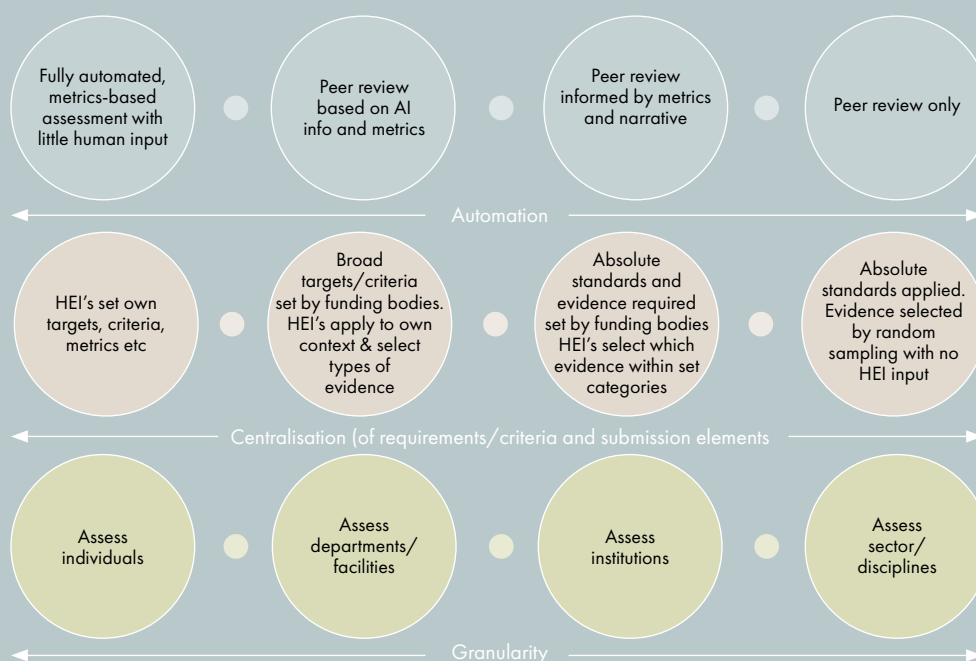 Fully automated,
metrics-based
assessment with
little human input
Peer review
based on AI
info and metrics
Peer review
informed by metrics
and narrative
Peer review only
Automation
HEI's set own
targets, criteria,
metrics etc
Broad
targets/criteria
set by funding bodies.
HEI's apply to own
context & select
types of
evidence
Absolute
standards and
evidence required
set by funding bodies
HEI's select which
evidence within set
categories
Absolute
standards applied.
Evidence selected
by random
sampling with no
HEI input
Centralisation (of requirements/criteria and submission elements
Assess
individuals
Assess
departments/
facilities
Assess
institutions
Assess
sector/
disciplines
Granularity